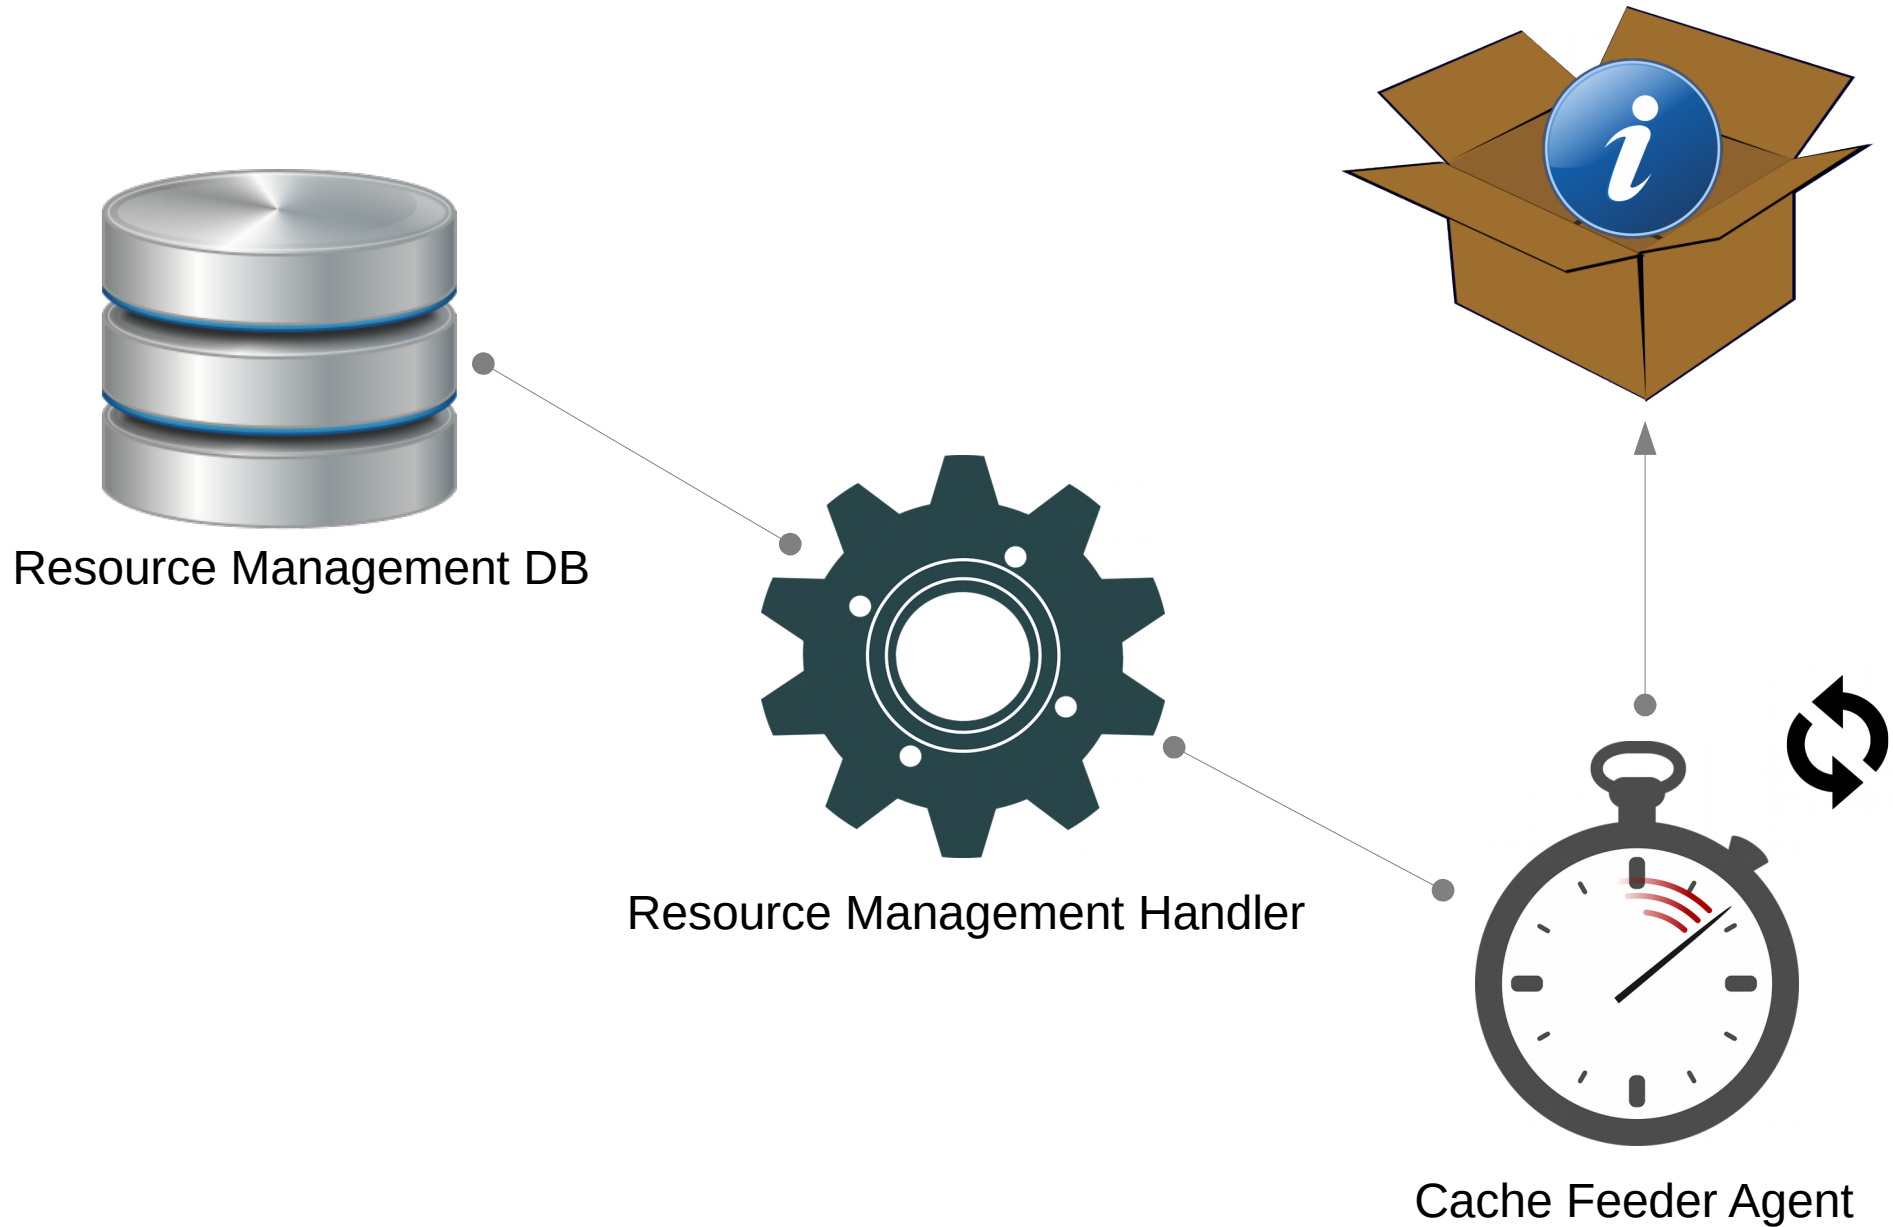 Resource Management DB
Resource Management Handler
Cache Feeder Agent